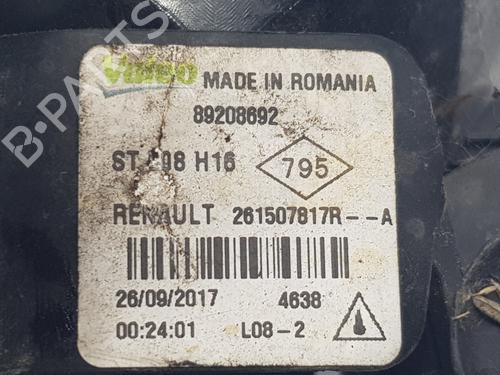 B-PARTS
Valeo MADE IN ROMANIA
89208692
H16 795
RENAULT 261507817R--A
26/09/2017 4638
00:24:01 L08-2